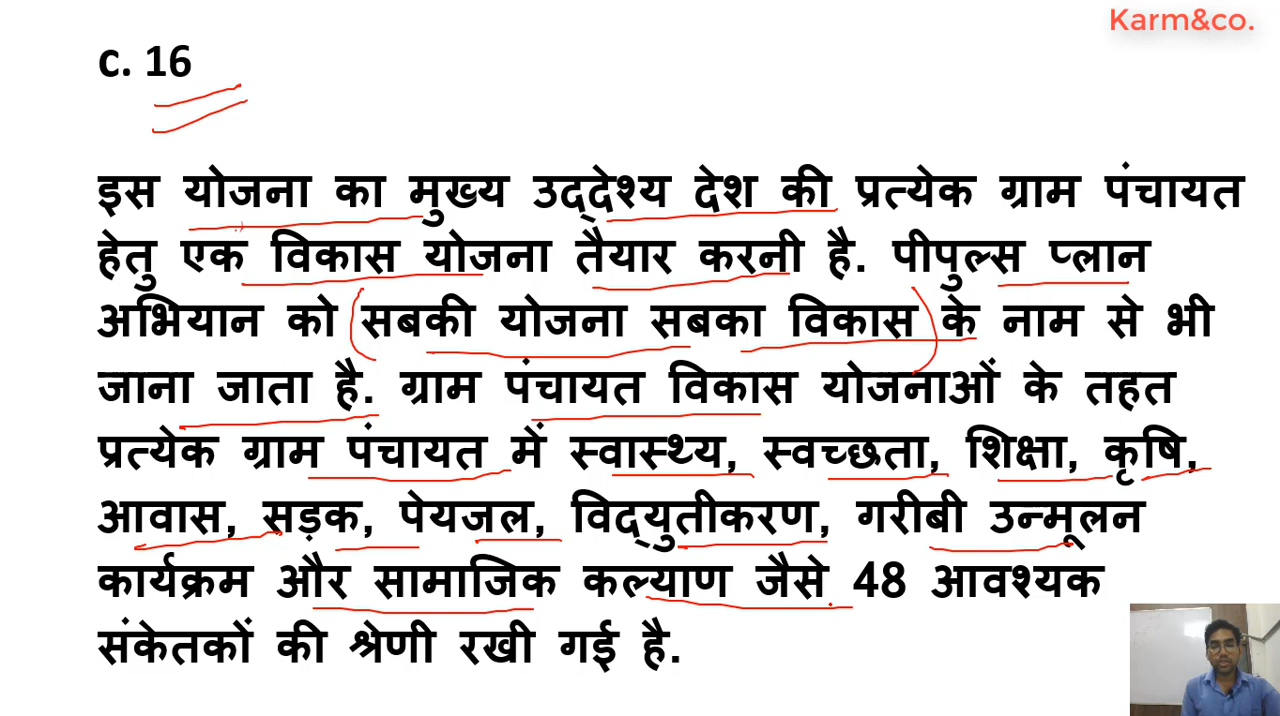 Karm&co.
c. 16
इस योजना का मुख्य उद्देश्य देश की प्रत्येक ग्राम पंचायत
हेतु एक विकास योजना तैयार करनी है. पीपुल्स प्लान
अभियान को सबकी योजना सबका विकास के नाम से भी
जाना जाता है. ग्राम पंचायत विकास योजनाओं के तहत
प्रत्येक ग्राम पंचायत में स्वास्थ्य, स्वच्छता, शिक्षा, कृषि,
आवास, सड़क, पेयजल, विद्युतीकरण, गरीबी उन्मूलन
कार्यक्रम और सामाजिक कल्याण जैसे 48 आवश्यक
संकेतकों की श्रेणी रखी गई है.